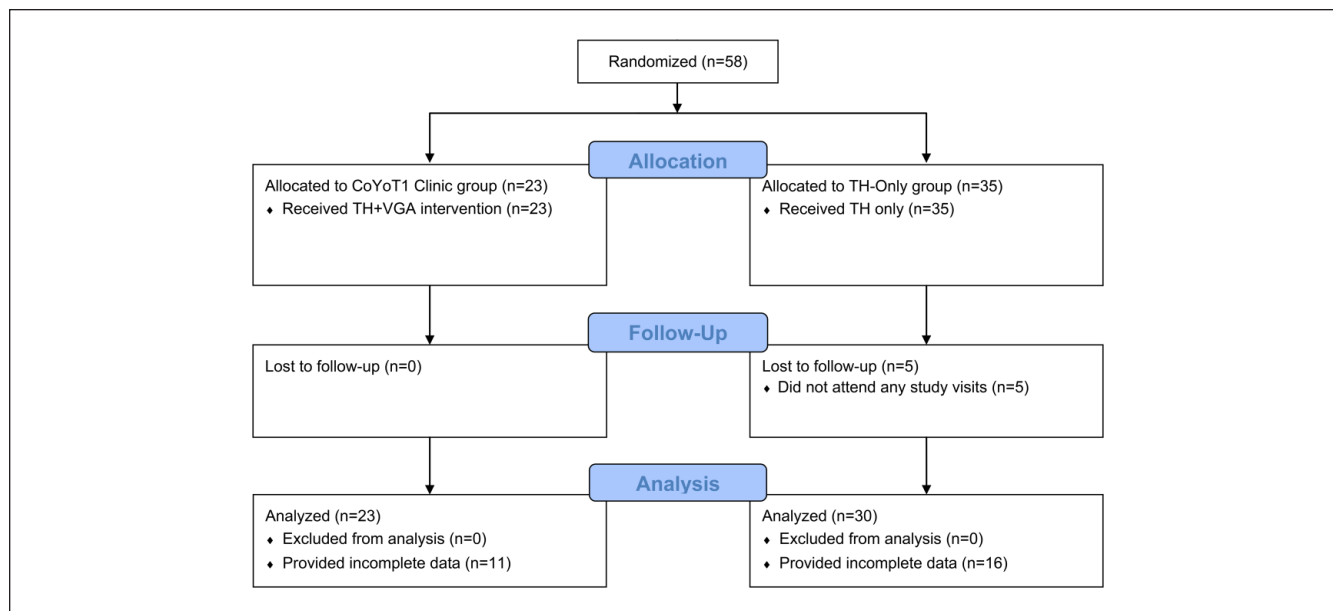 Randomized (n=58)
Allocation
Allocated to CoYoT1 Clinic group (n=23)
♦ Received TH+VGA intervention (n=23)
Allocated to TH-Only group (n=35)
♦ Received TH only (n=35)
Follow-Up
Lost to follow-up (n=0)
Lost to follow-up (n=5)
♦ Did not attend any study visits (n=5)
Analysis
Analyzed (n=23)
♦ Excluded from analysis (n=0)
♦ Provided incomplete data (n=11)
Analyzed (n=30)
♦ Excluded from analysis (n=0)
♦ Provided incomplete data (n=16)